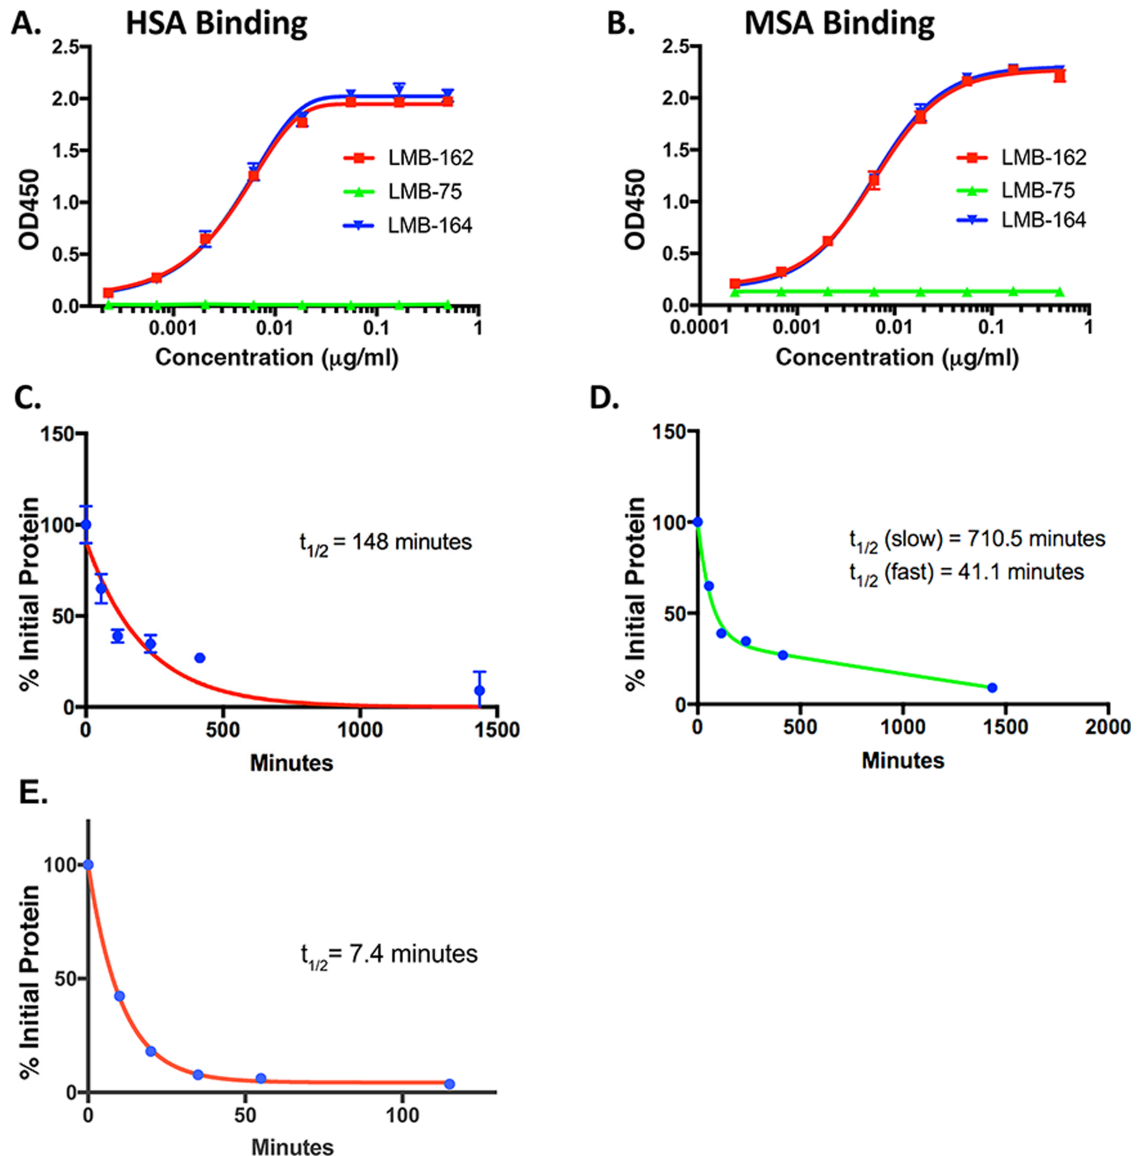 A. HSA Binding
2.5
2.0
1.5
1.0
0.5
0.0
OD450
LMB-162
LMB-75
LMB-164
0.001 0.01 0.1 1
Concentration (μg/ml)
B. MSA Binding
2.5
2.0
1.5
1.0
0.5
0.0
OD450
LMB-162
LMB-75
LMB-164
0.0001 0.001 0.01 0.1 1
Concentration (μg/ml)
C.
150
100
50
0
% Initial Protein
t1/2 = 148 minutes
0 500 1000 1500
Minutes
D.
150
100
50
0
% Initial Protein
t1/2 (slow) = 710.5 minutes
t1/2 (fast) = 41.1 minutes
0 500 1000 1500 2000
Minutes
E.
100
50
0
% Initial Protein
t1/2= 7.4 minutes
0 50 100
Minutes